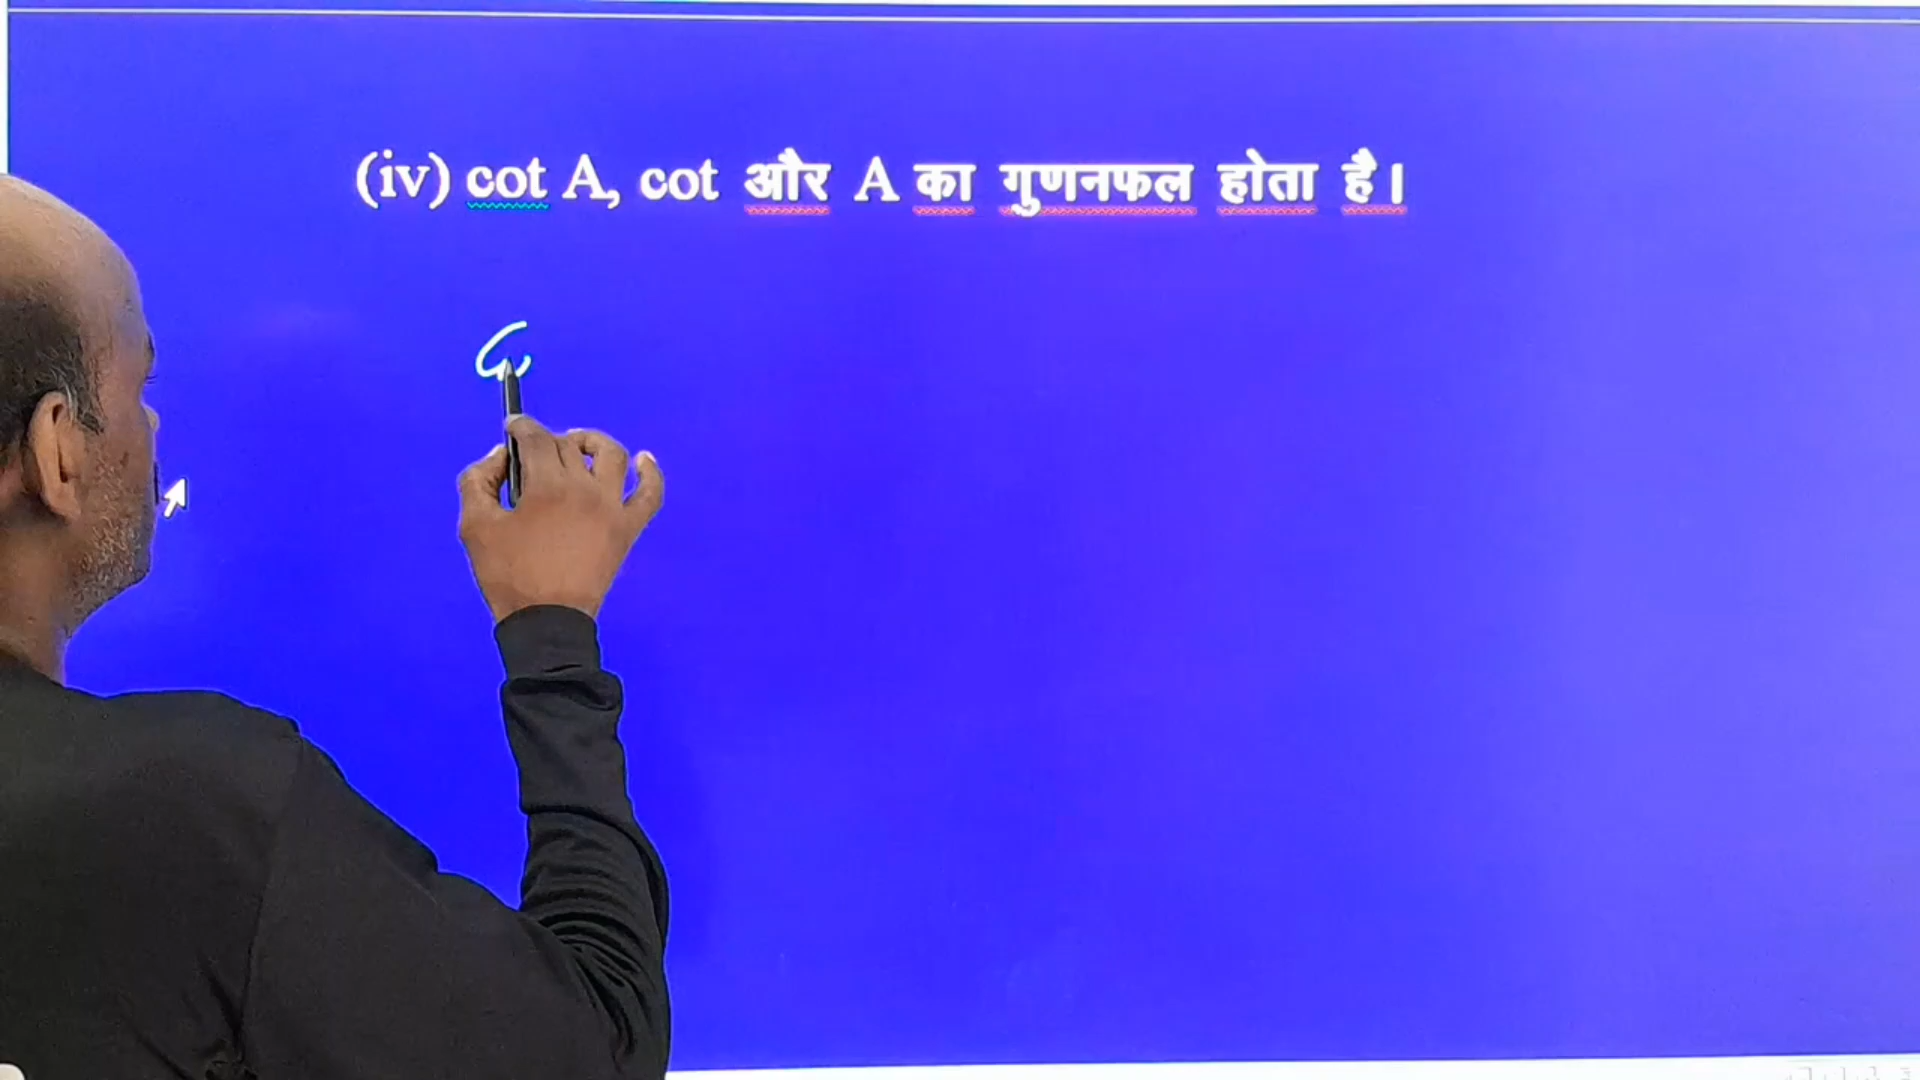 (iv) cot A, cot और A का गुणनफल होता है।